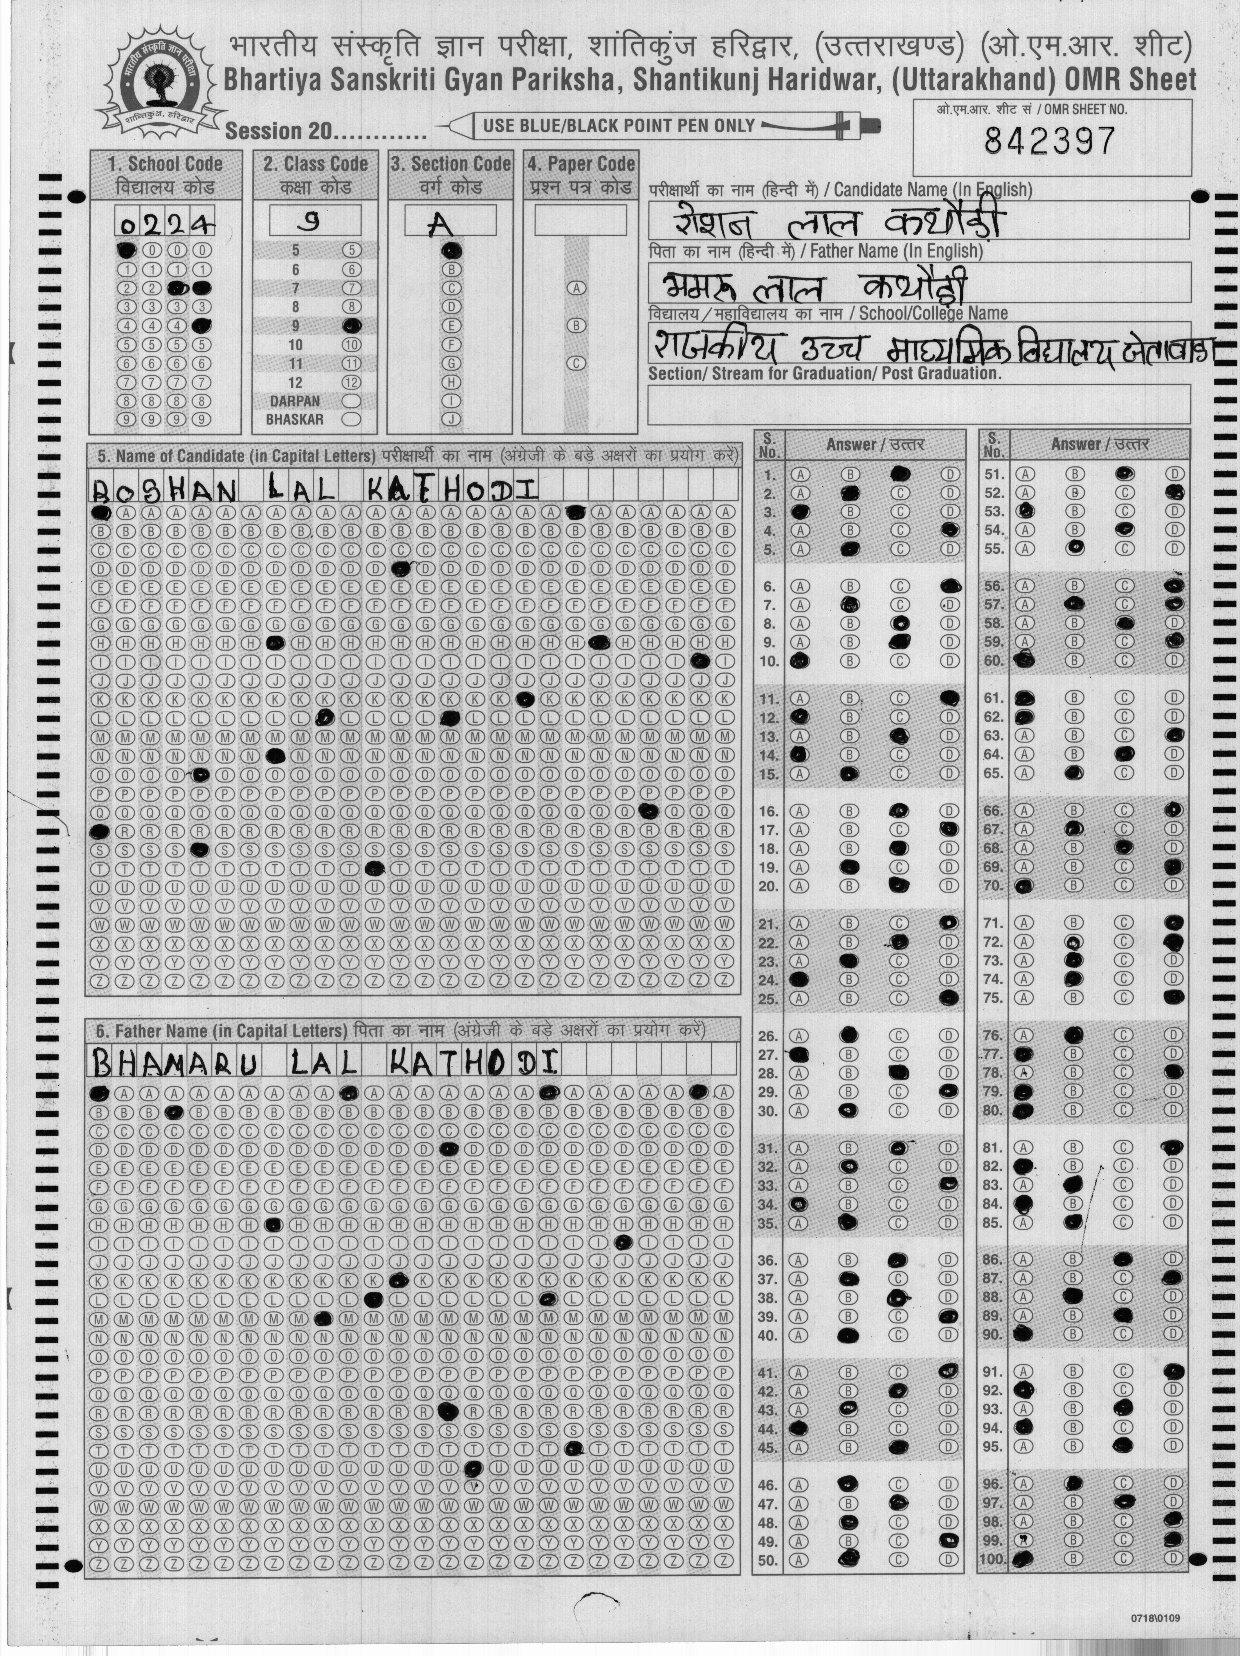 भारतीय संस्कृति ज्ञान परीक्षा, शांतिकुंज हरिद्वार, (उत्तराखण्ड) (ओ.एम.आर. शीट)
Bhartiya Sanskriti Gyan Pariksha, Shantikunj Haridwar, (Uttarakhand) OMR Sheet
Session 20............
USE BLUE/BLACK POINT PEN ONLY
ओ.एम.आर. शीट सं / OMR SHEET NO.
842397
1. School Code
विद्यालय कोड
0224
2. Class Code
कक्षा कोड
9
5
6
7
8
9
10
11
12
DARPAN
BHASKAR
3. Section Code
वर्ग कोड
A
4. Paper Code
प्रश्न पत्र कोड
A
B
C
परीक्षार्थी का नाम (हिन्दी में) / Candidate Name (In English)
रोशन लाल कथौड़ी
पिता का नाम (हिन्दी में) / Father Name (In English)
भमरू लाल कथौड़ी
विद्यालय/महाविद्यालय का नाम / School/College Name
राजकीय उच्च माध्यमिक विद्यालय जेतावाडा
Section/ Stream for Graduation/ Post Graduation.
5. Name of Candidate (in Capital Letters) परीक्षार्थी का नाम (अंग्रेजी के बड़े अक्षरों का प्रयोग करें)
ROSHAN LAL KATHODI
6. Father Name (in Capital Letters) पिता का नाम (अंग्रेजी के बड़े अक्षरों का प्रयोग करें)
BHAMARU LAL KATHODI
S. No. Answer / उत्तर
S. No. Answer / उत्तर
0718\0109